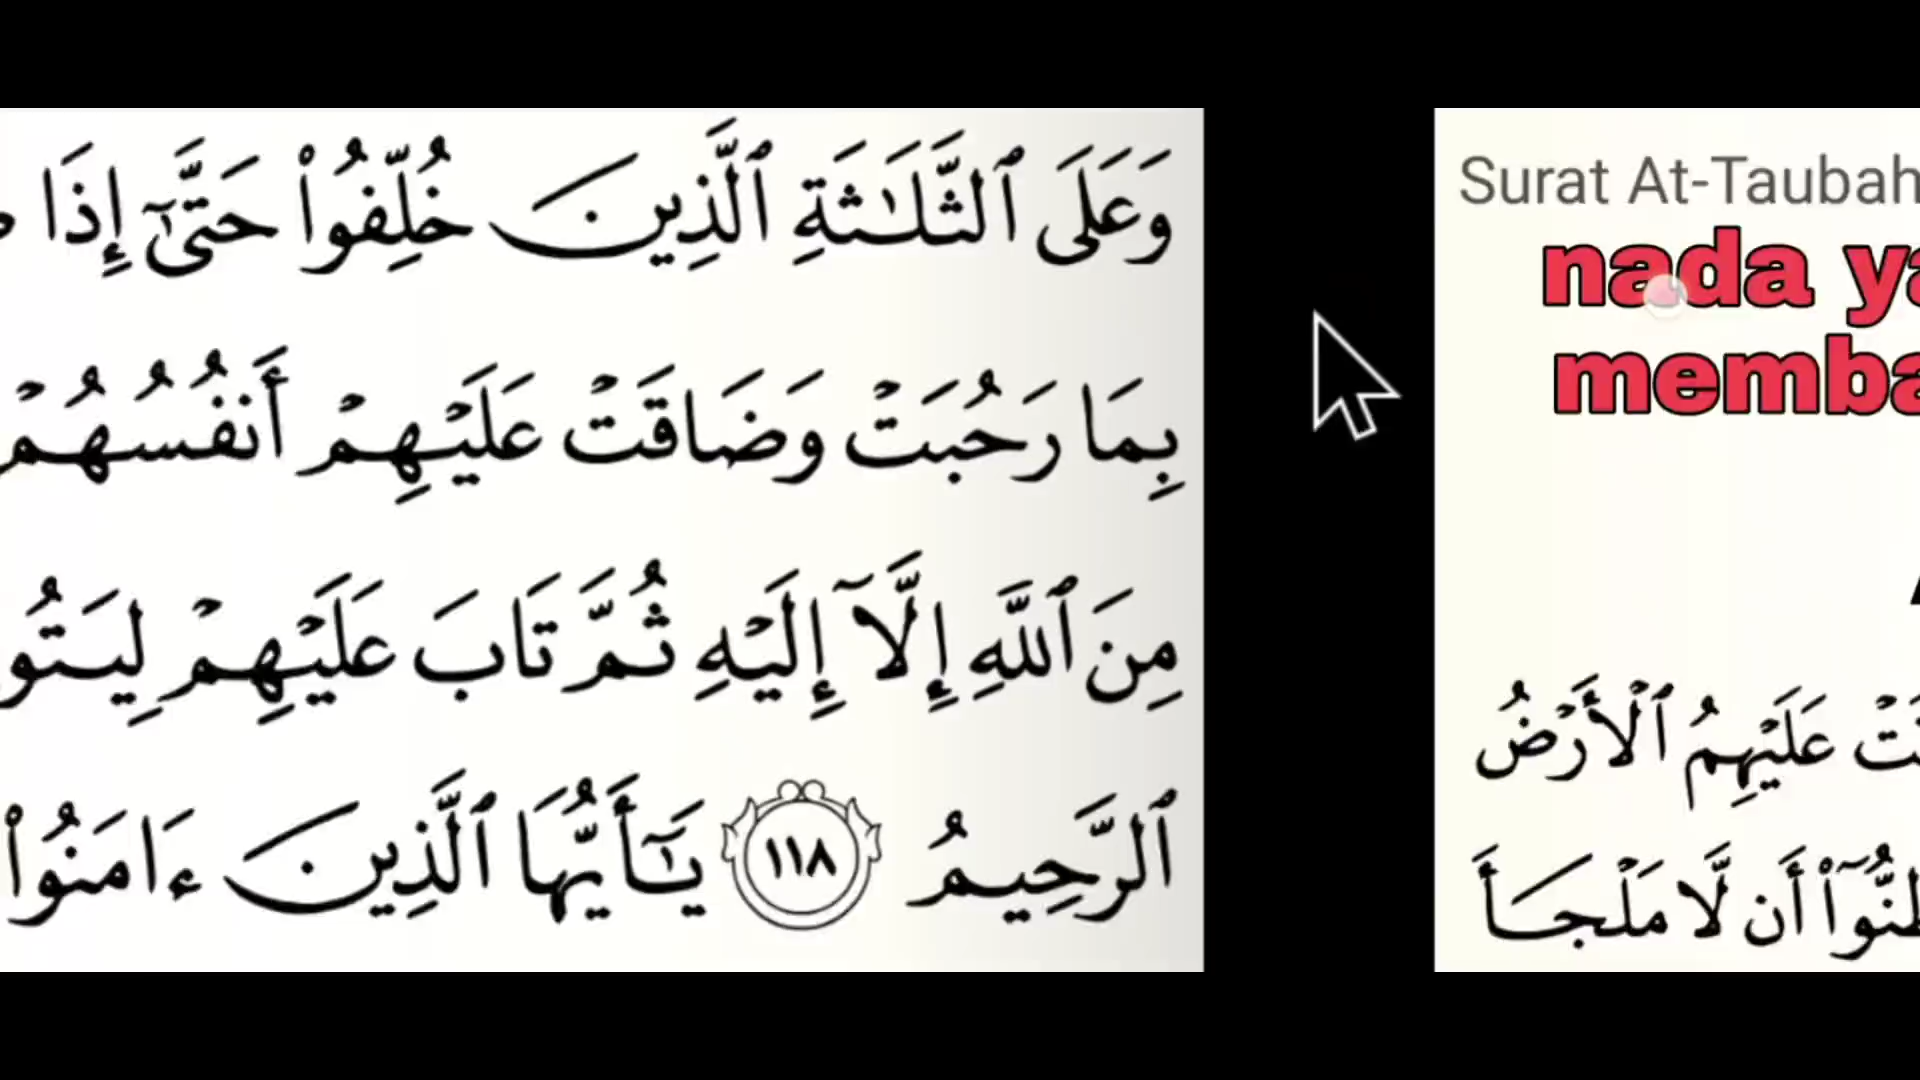 وَعَلَى ٱلثَّلَـٰثَةِ ٱلَّذِينَ خُلِّفُوا۟ حَتَّىٰٓ إِذَا
بِمَا رَحُبَتْ وَضَاقَتْ عَلَيْهِمْ أَنفُسُهُمْ
مِنَ ٱللَّهِ إِلَّآ إِلَيْهِ ثُمَّ تَابَ عَلَيْهِمْ
ٱلرَّحِيمُ ١١٨ يَـٰٓأَيُّهَا ٱلَّذِينَ ءَامَنُوا۟
Surat At-Taubah
nada
عَلَيْهِمُ ٱلْأَرْضُ
أَن لَّا مَلْجَأَ